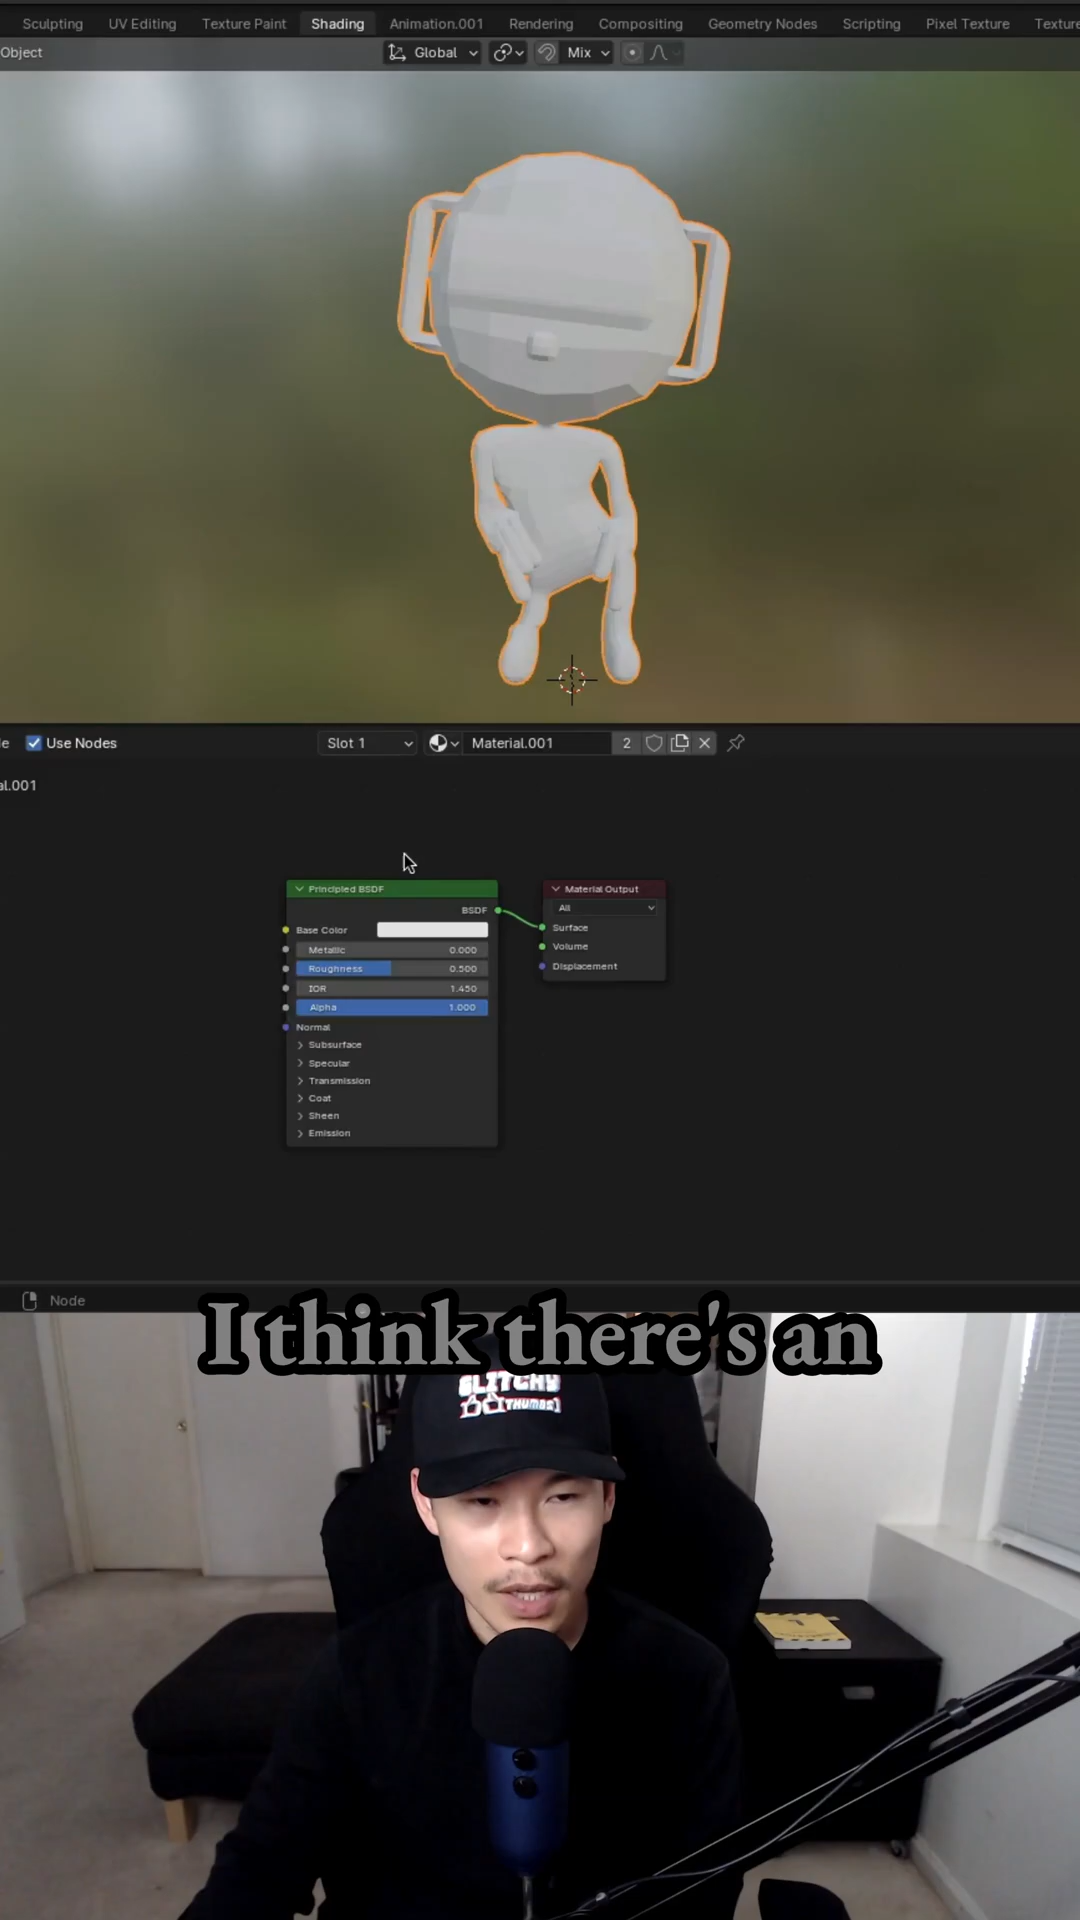 Sculpting UV Editing Texture Paint Shading Animation.001 Rendering Compositing Geometry Nodes Scripting Pixel Texture Texture
Object Global Mix
Use Nodes Slot 1 Material.001 2
al.001
Principled BSDF
BSDF
Base Color
Metallic 0.000
Roughness 0.500
IOR 1.450
Alpha 1.000
Normal
Subsurface
Specular
Transmission
Coat
Sheen
Emission
Material Output
All
Surface
Volume
Displacement
Node
I think there's an
GLITCHY
THUMBS